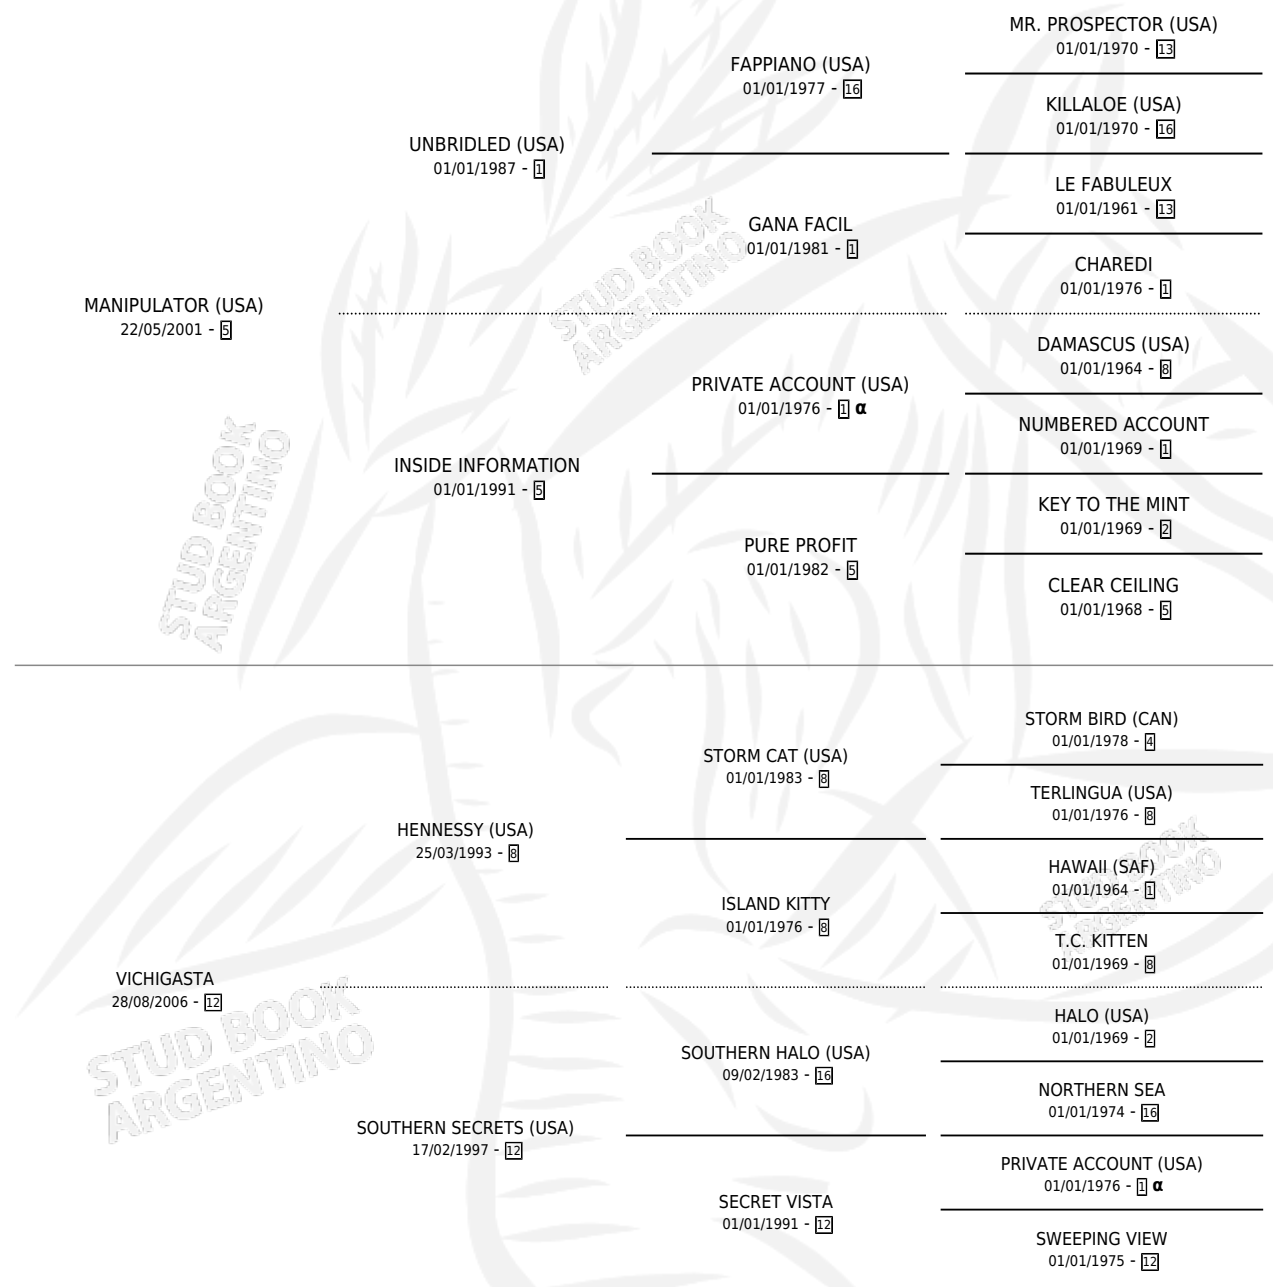 MR. PROSPECTOR (USA)
01/01/1970 - 13
FAPPIANO (USA)
01/01/1977 - 16
KILLALOE (USA)
01/01/1970 - 16
UNBRIDLED (USA)
01/01/1987 - 1
LE FABULEUX
01/01/1961 - 13
GANA FACIL
01/01/1981 - 1
CHAREDI
01/01/1976 - 1
MANIPULATOR (USA)
22/05/2001 - 5
DAMASCUS (USA)
01/01/1964 - 8
PRIVATE ACCOUNT (USA)
01/01/1976 - 1 α
NUMBERED ACCOUNT
01/01/1969 - 1
INSIDE INFORMATION
01/01/1991 - 5
KEY TO THE MINT
01/01/1969 - 2
PURE PROFIT
01/01/1982 - 5
CLEAR CEILING
01/01/1968 - 5
STUD BOOK
ARGENTINO
STUD BOOK
ARGENTINO
STORM BIRD (CAN)
01/01/1978 - 4
STORM CAT (USA)
01/01/1983 - 8
TERLINGUA (USA)
01/01/1976 - 8
HENNESSY (USA)
25/03/1993 - 8
HAWAII (SAF)
01/01/1964 - 1
ISLAND KITTY
01/01/1976 - 8
T.C. KITTEN
01/01/1969 - 8
VICHIGASTA
28/08/2006 - 12
HALO (USA)
01/01/1969 - 2
SOUTHERN HALO (USA)
09/02/1983 - 16
NORTHERN SEA
01/01/1974 - 16
SOUTHERN SECRETS (USA)
17/02/1997 - 12
PRIVATE ACCOUNT (USA)
01/01/1976 - 1 α
SECRET VISTA
01/01/1991 - 12
SWEEPING VIEW
01/01/1975 - 12
STUD BOOK
ARGENTINO
STUD BOOK
ARGENTINO